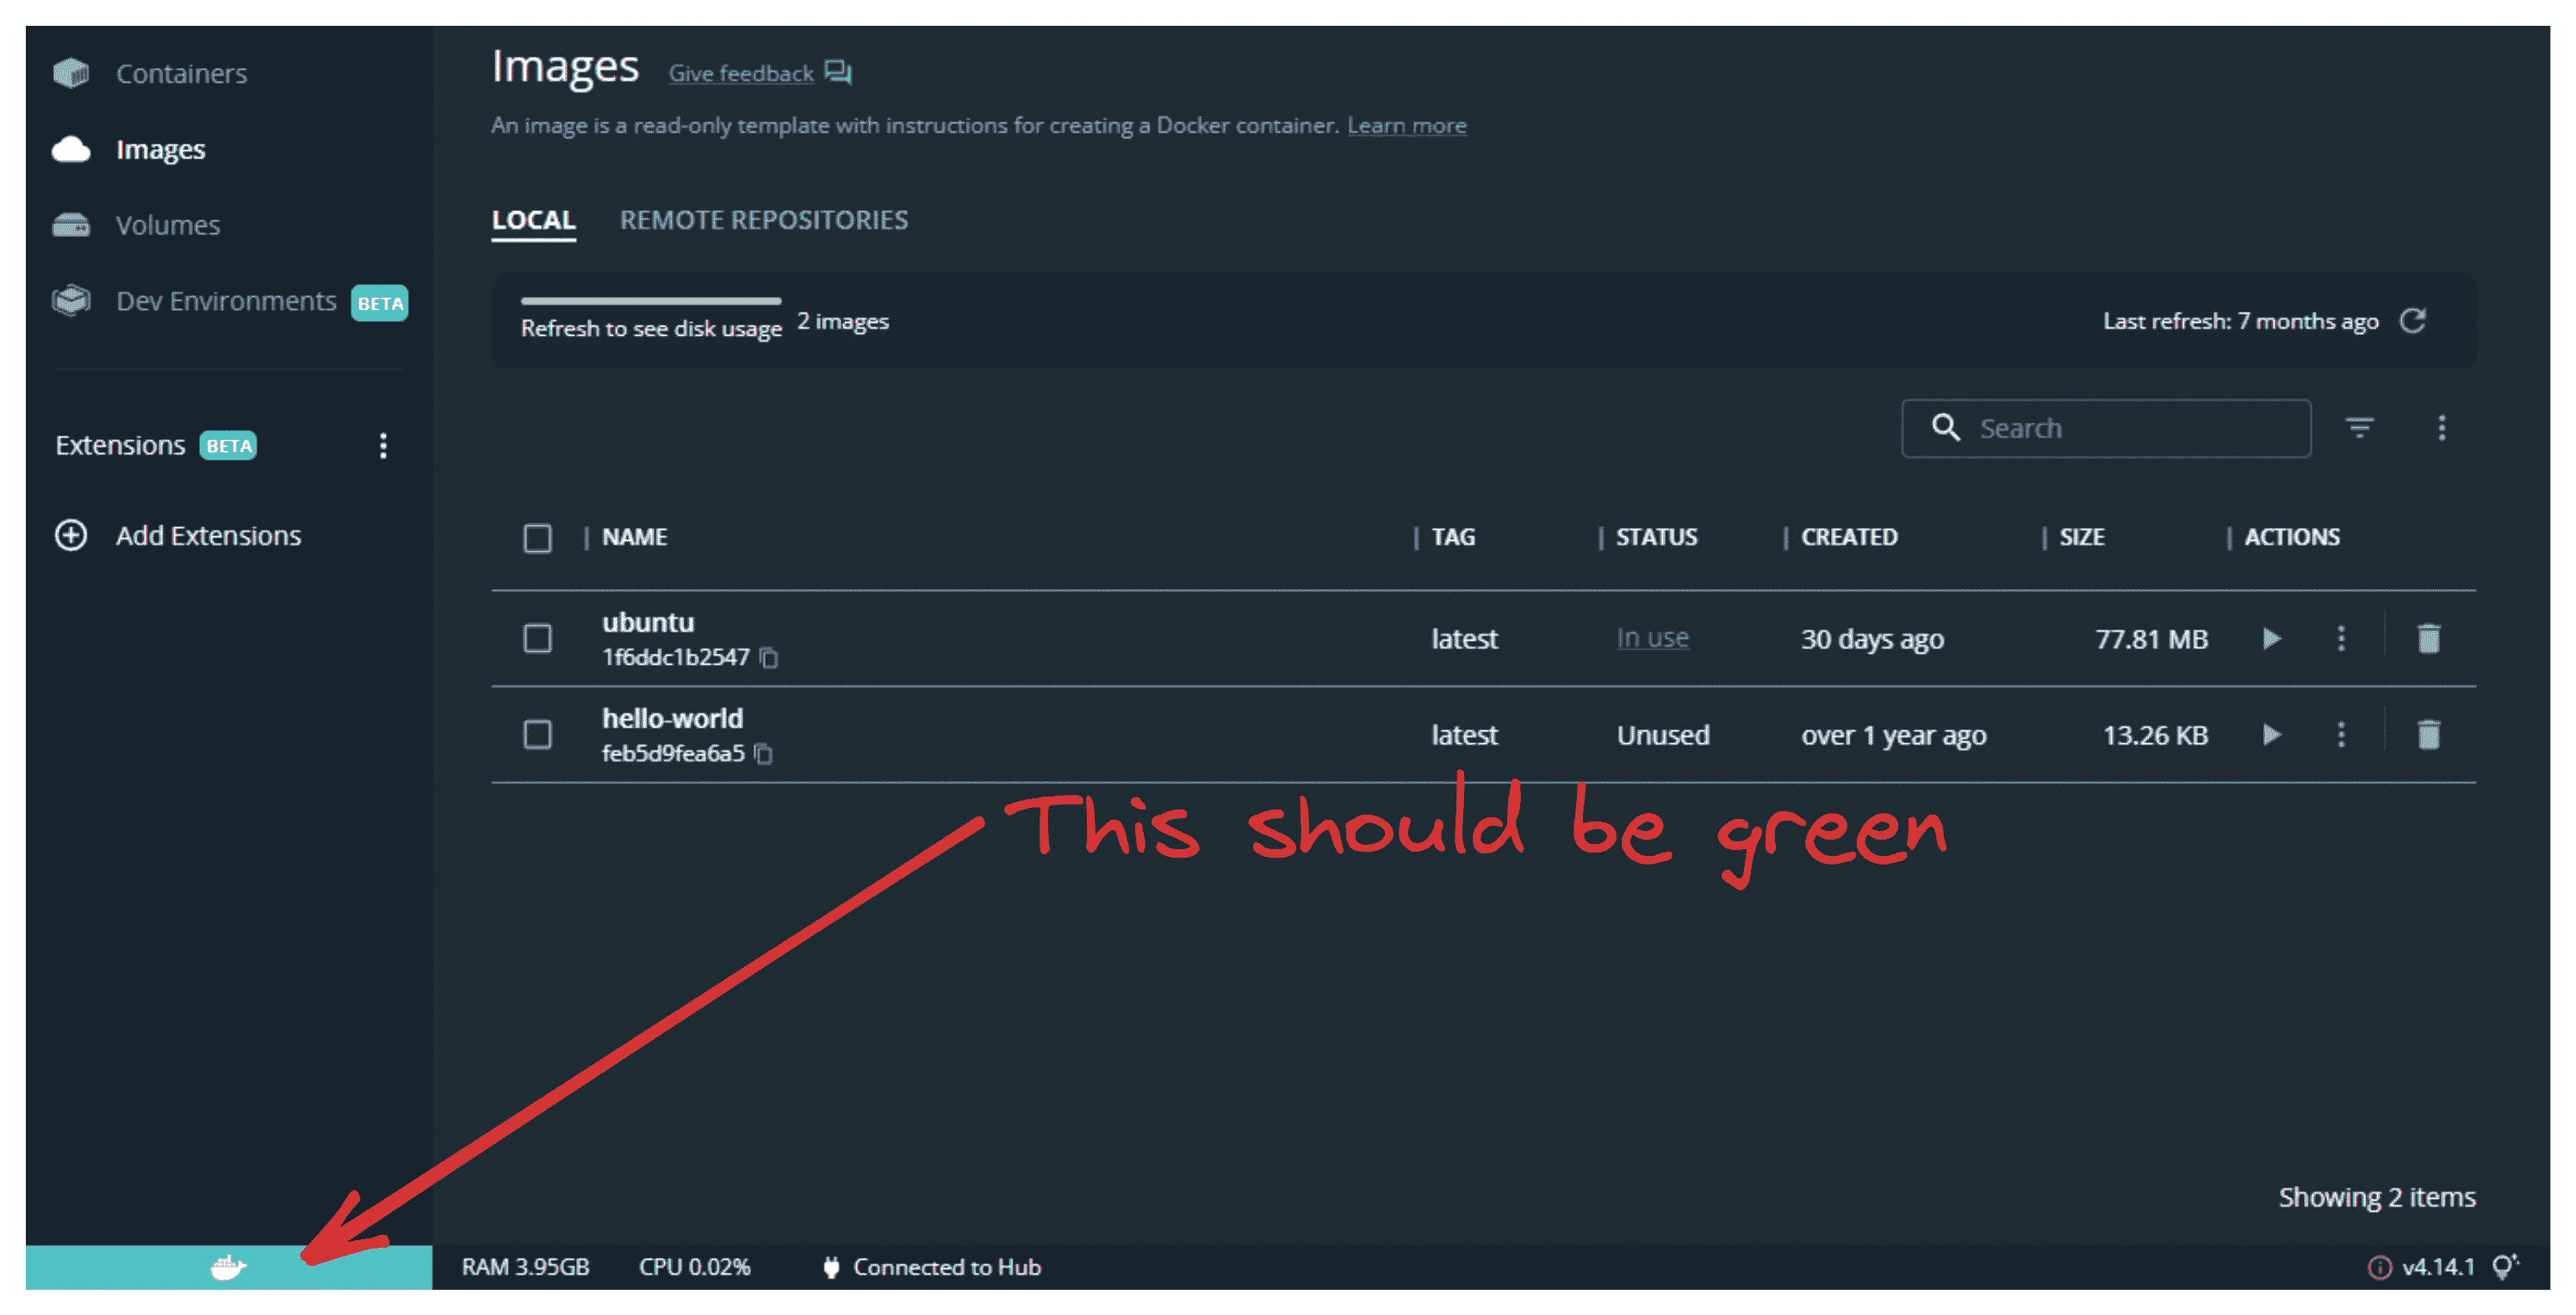 Containers
Images
Volumes
Dev Environments BETA
Extensions BETA
Add Extensions
Images Give feedback
An image is a read-only template with instructions for creating a Docker container. Learn more
LOCAL REMOTE REPOSITORIES
Refresh to see disk usage 2 images Last refresh: 7 months ago
Search
NAME TAG STATUS CREATED SIZE ACTIONS
ubuntu
1f6ddc1b2547 latest In use 30 days ago 77.81 MB
hello-world
feb5d9fea6a5 latest Unused over 1 year ago 13.26 KB
This should be green
Showing 2 items
RAM 3.95GB CPU 0.02% Connected to Hub v4.14.1